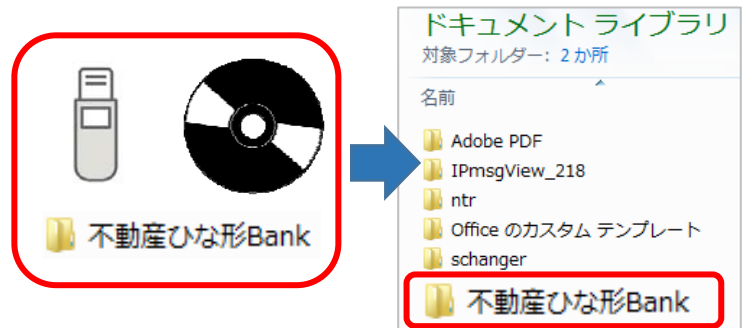 不動産ひな形Bank
ドキュメント ライブラリ
対象フォルダー: 2 か所
名前
Adobe PDF
IPmsgView_218
ntr
Office のカスタム テンプレート
schanger
不動産ひな形Bank